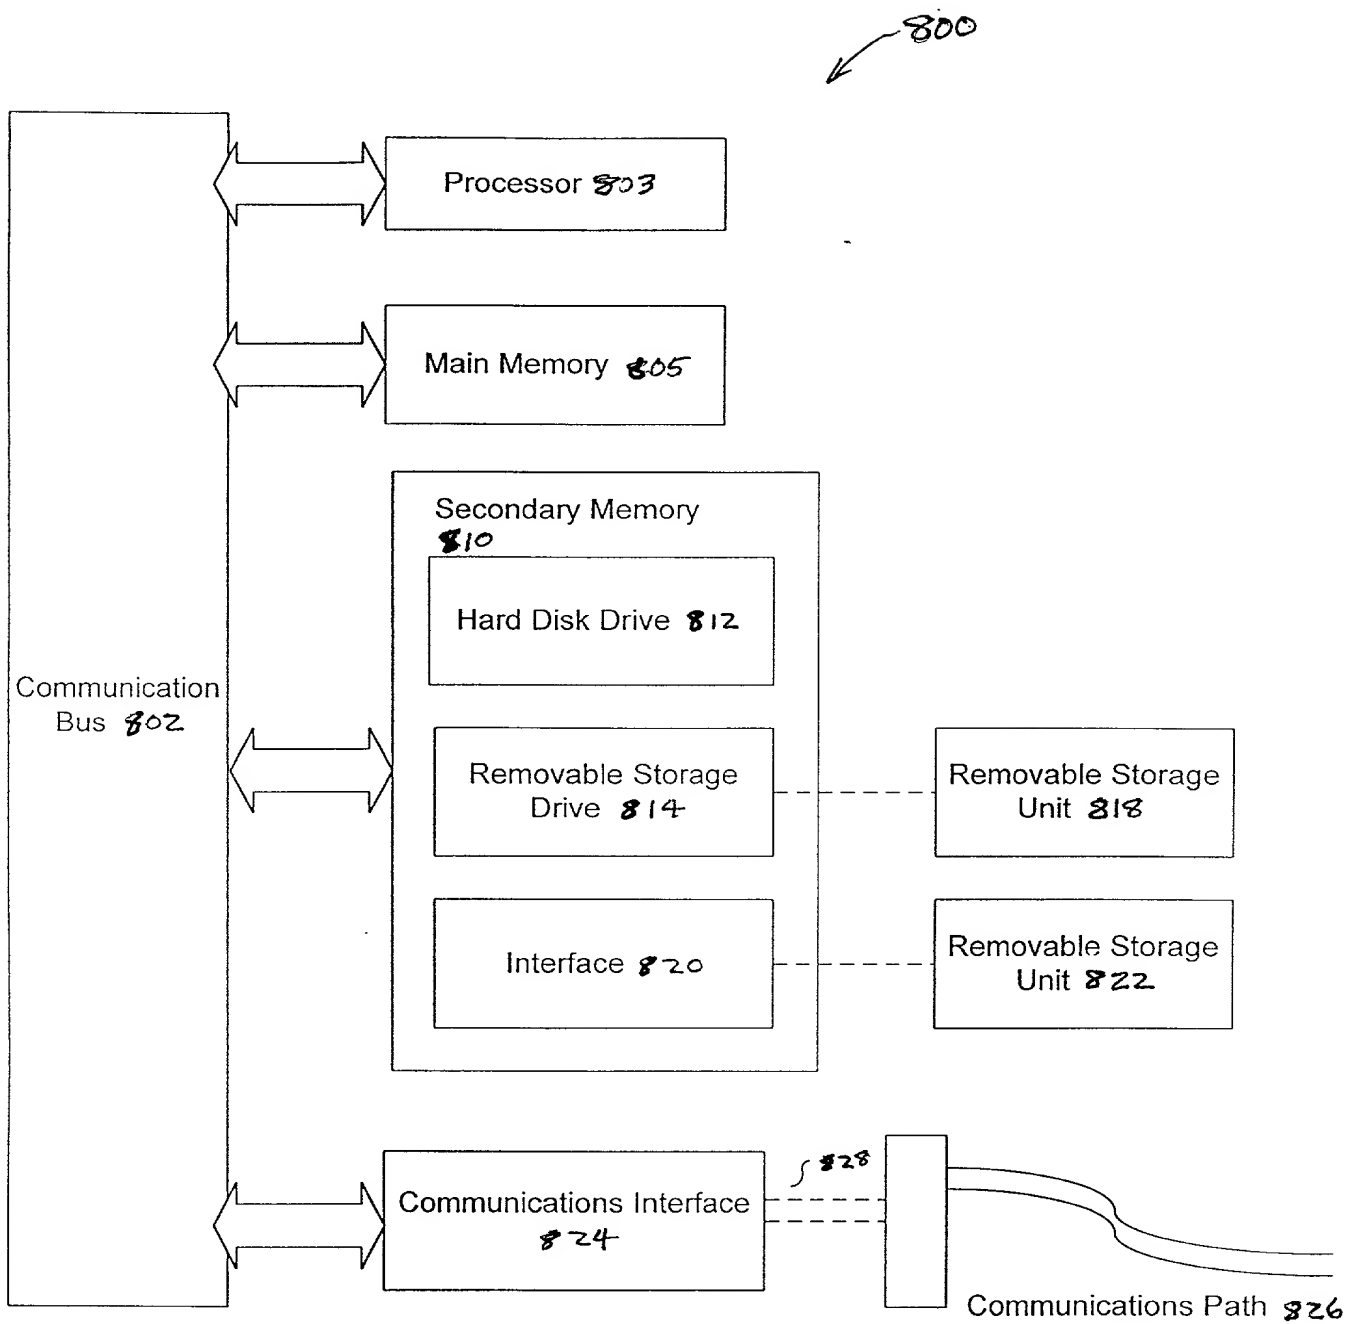 800
Processor 803
Main Memory 805
Secondary Memory
810
Hard Disk Drive 812
Communication
Bus 802
Removable Storage
Drive 814
Removable Storage
Unit 818
Interface 820
Removable Storage
Unit 822
828
Communications Interface
824
Communications Path 826